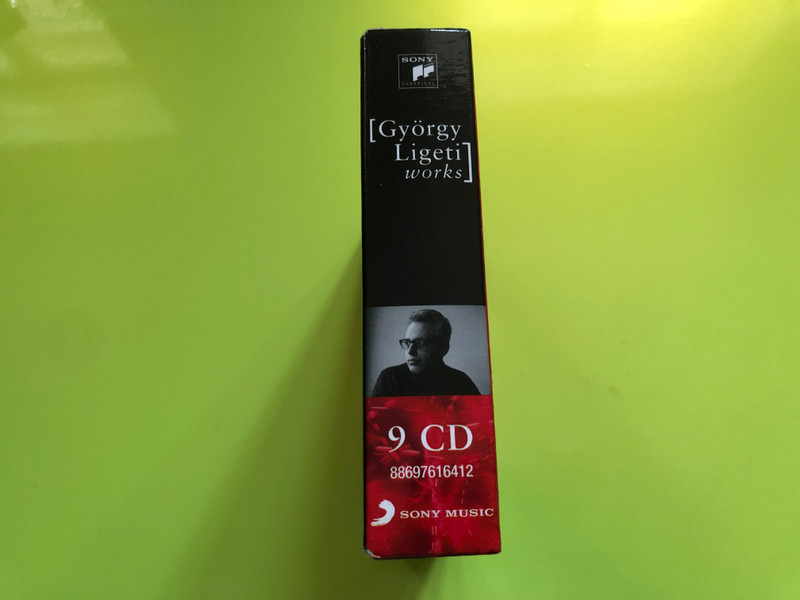 SONY
CLASSICAL
[György
Ligeti]
works
9 CD
88697616412
SONY MUSIC